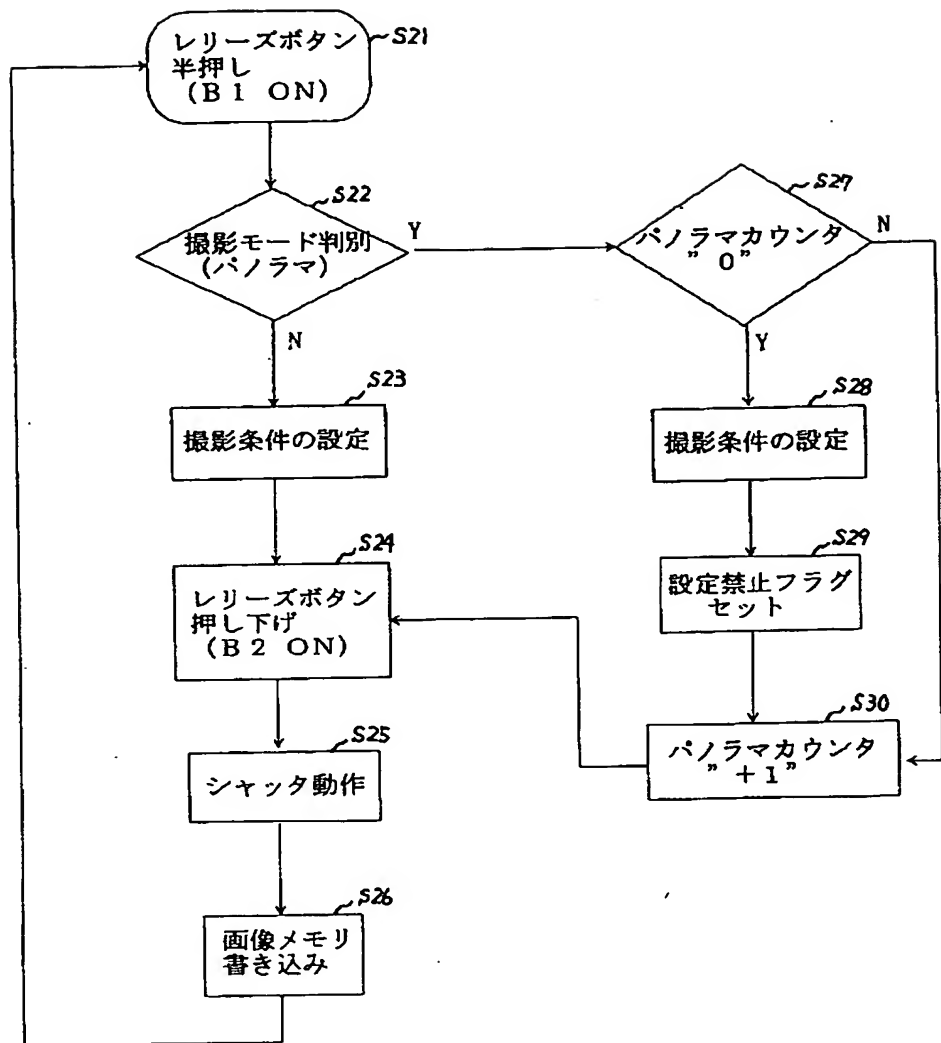 レリーズボタン
半押し
(B1 ON)
S21
S22
撮影モード判別
(パノラマ)
Y
N
S27
パノラマカウンタ
"0"
N
Y
S23
撮影条件の設定
S28
撮影条件の設定
S24
レリーズボタン
押し下げ
(B2 ON)
S29
設定禁止フラグ
セット
S30
パノラマカウンタ
"+1"
S25
シャッタ動作
S26
画像メモリ
書き込み